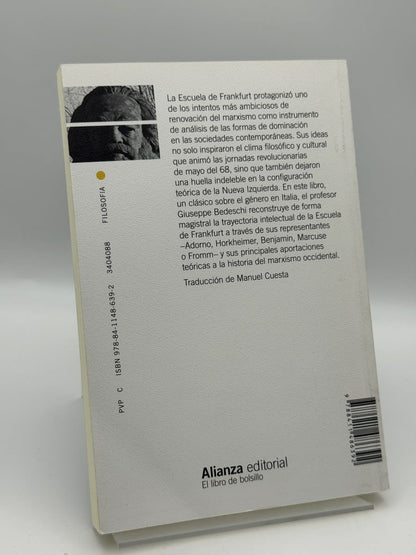 La Escuela de Frankfurt protagonizó uno
de los intentos más ambiciosos de
renovación del marxismo como instrumento
de análisis de las formas de dominación
en las sociedades contemporáneas. Sus ideas
no solo inspiraron el clima filosófico y cultural
que animó las jornadas revolucionarias
de mayo del 68, sino que también dejaron
una huella indeleble en la configuración
teórica de la Nueva Izquierda. En este libro,
un clásico sobre el género en Italia, el profesor
Giuseppe Bedeschi reconstruye de forma
magistral la trayectoria intelectual de la Escuela
de Frankfurt a través de sus representantes
–Adorno, Horkheimer, Benjamin, Marcuse
o Fromm– y sus principales aportaciones
teóricas a la historia del marxismo occidental.
Traducción de Manuel Cuesta
PVP C ISBN 978-84-1148-639-2 3404088 FILOSOFÍA
9 788411 486392
Alianza editorial
El libro de bolsillo